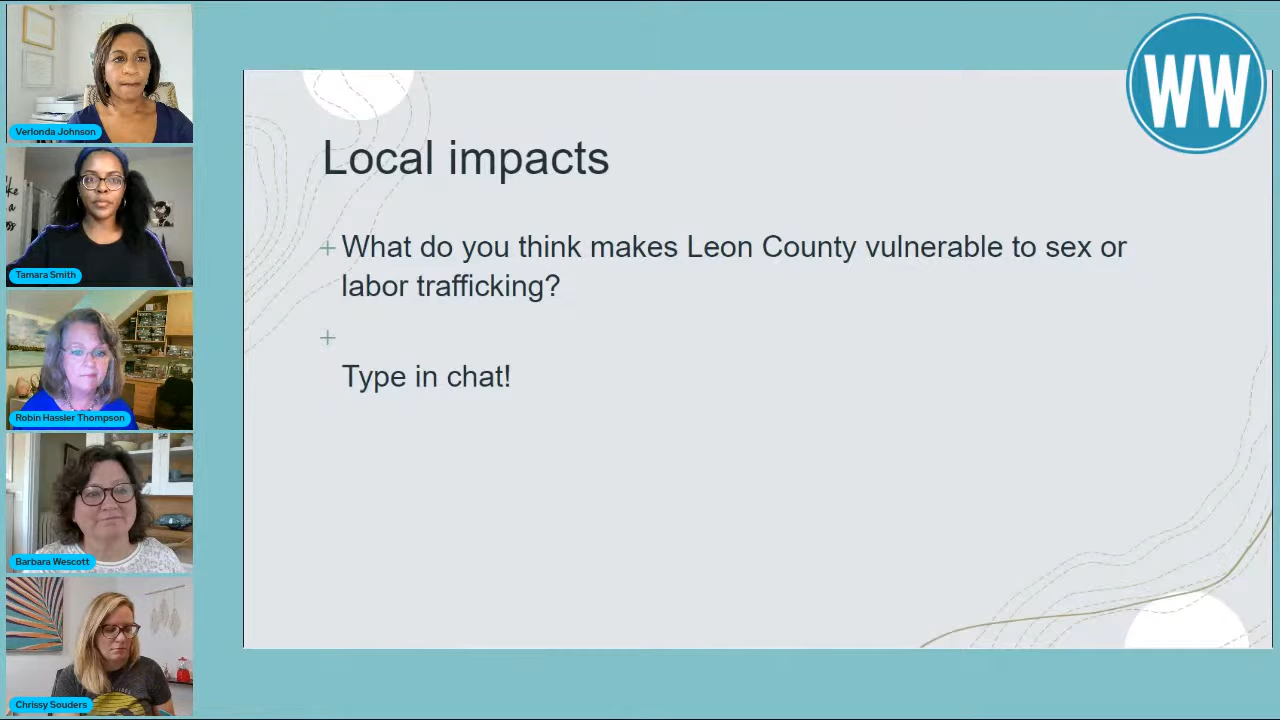 Verlonda Johnson
Tamara Smith
Robin Hassler Thompson
Barbara Wescott
Chrissy Souders
WW
Local impacts
What do you think makes Leon County vulnerable to sex or
labor trafficking?
Type in chat!